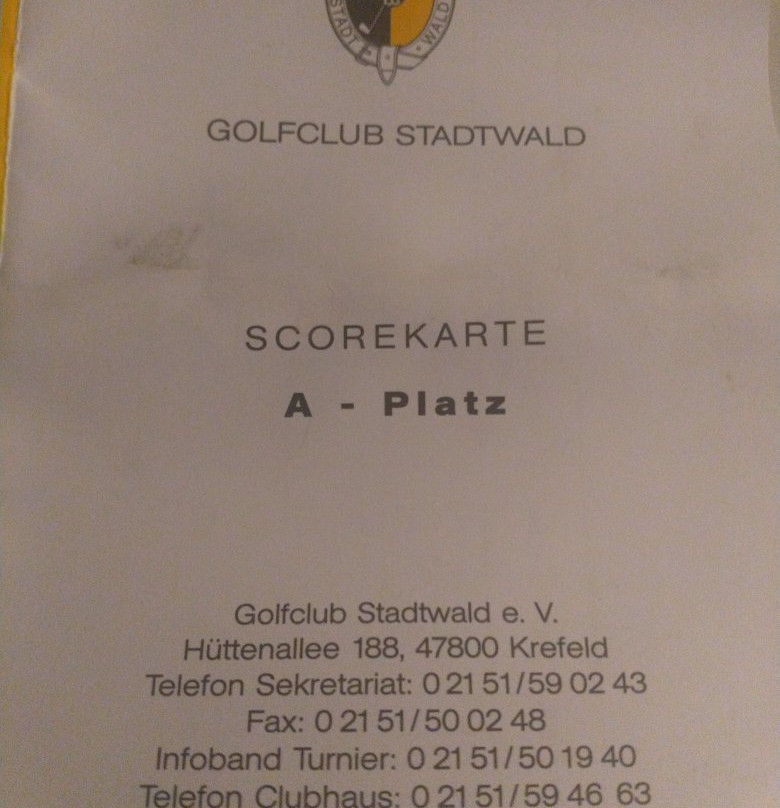 STADT WALD
GOLFCLUB STADTWALD
SCOREKARTE
A - Platz
Golfclub Stadtwald e. V.
Hüttenallee 188, 47800 Krefeld
Telefon Sekretariat: 0 21 51/59 02 43
Fax: 0 21 51/50 02 48
Infoband Turnier: 0 21 51/50 19 40
Telefon Clubhaus: 0 21 51/59 46 63